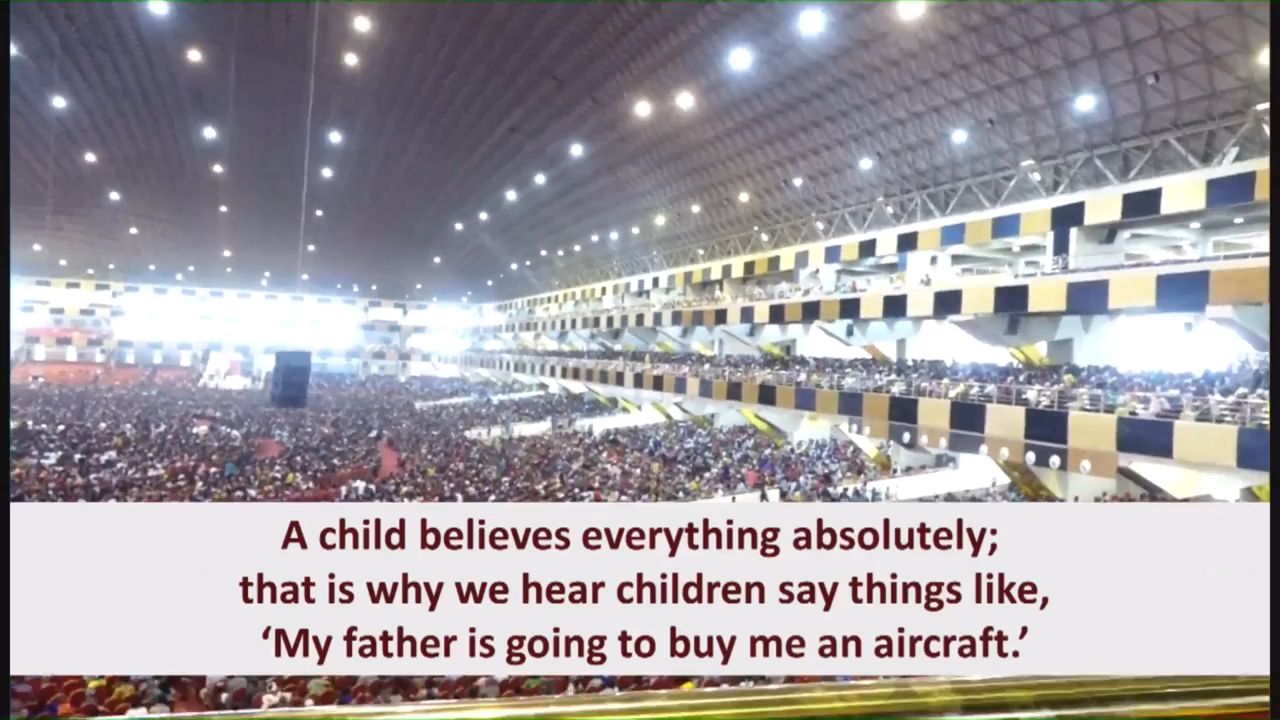 A child believes everything absolutely;
that is why we hear children say things like,
‘My father is going to buy me an aircraft.’